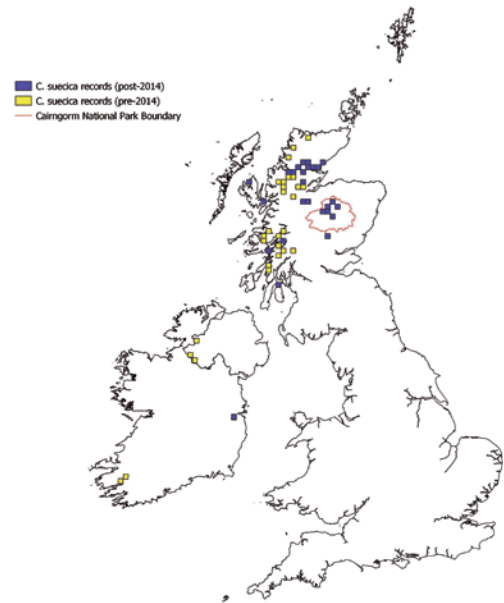 C. suecica records (post-2014)
C. suecica records (pre-2014)
Cairngorm National Park Boundary